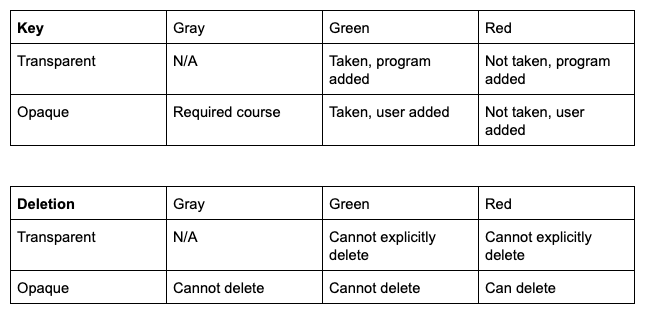 Key Gray Green Red
Transparent N/A Taken, program added Not taken, program added
Opaque Required course Taken, user added Not taken, user added
Deletion Gray Green Red
Transparent N/A Cannot explicitly delete Cannot explicitly delete
Opaque Cannot delete Cannot delete Can delete